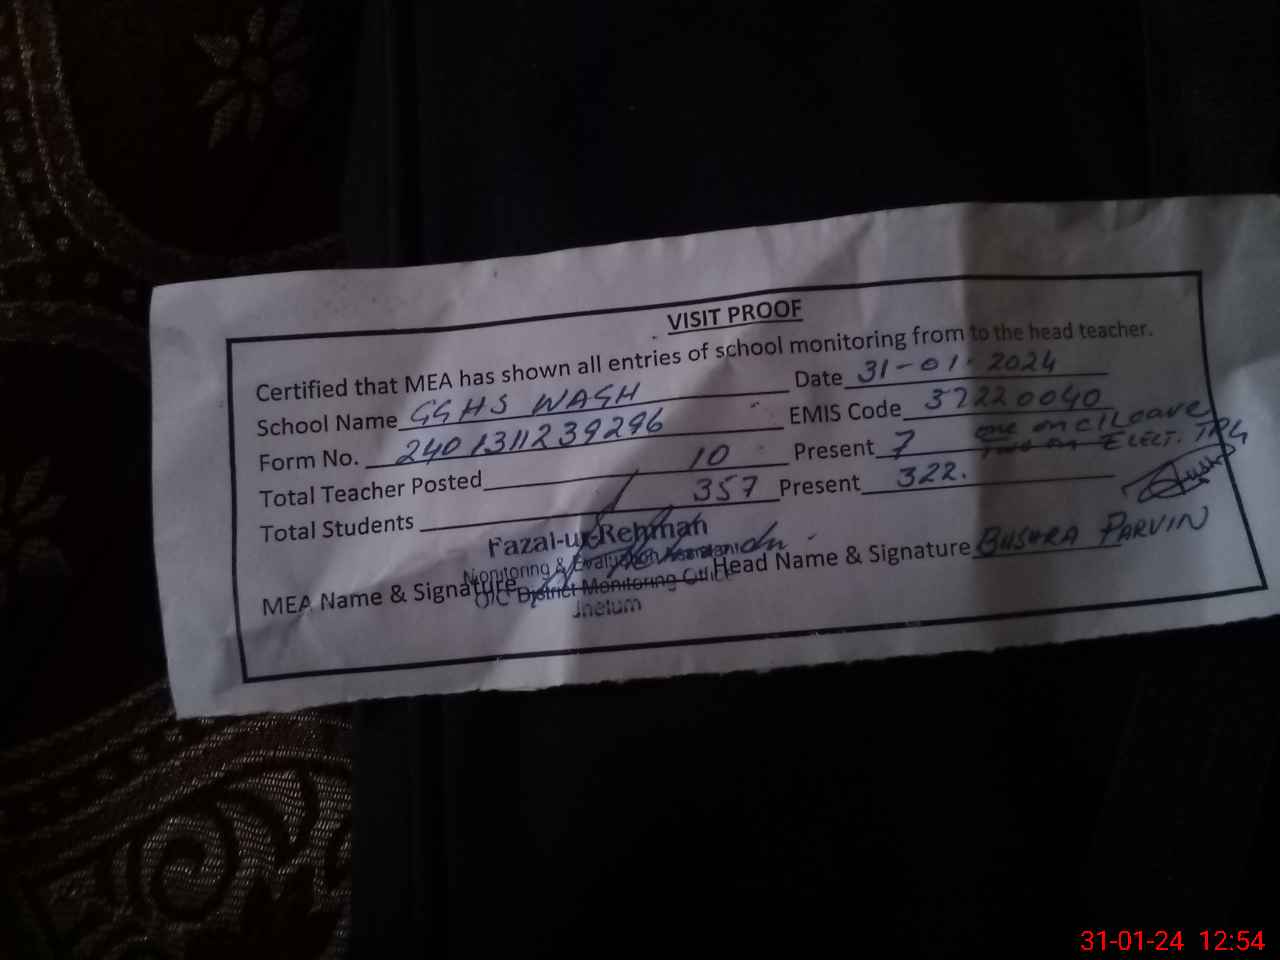 VISIT PROOF
Certified that MEA has shown all entries of school monitoring from to the head teacher.
School Name GGHS WAGH Date 31-01-2024
Form No. 2401311239296 EMIS Code 37220040
Total Teacher Posted 10 Present 7 one on C/Leave
Two on ELECT. TRG
Total Students 357 Present 322.
Fazal-ur-Rehman
Monitoring & Evaluation Assistant
O/C District Monitoring Office
Jhelum
MEA Name & Signature Head Name & Signature BUSHRA PARVIN
31-01-24 12:54